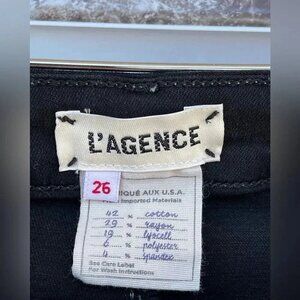 L'AGENCE
26
IQUÉ AUX U.S.A.
Imported Materials
42 % cotton
29 % rayon
19 % lyocell
6 % polyester
4 % spandex
See Care Label
For Wash Instructions